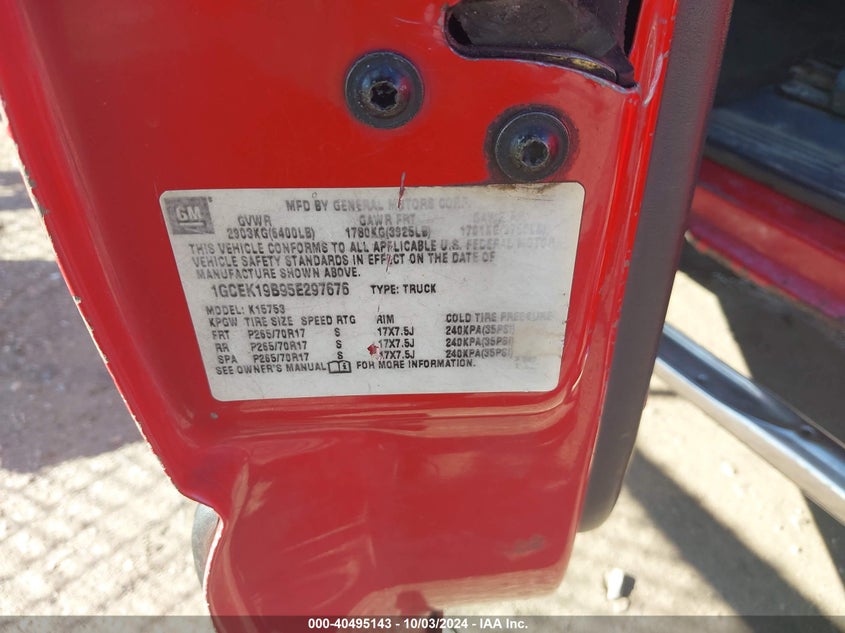 GM
MFD BY GENERAL MOTORS CORP.
GVWR GAWR FRT
2903KG(6400LB) 1780KG(3925LB)
THIS VEHICLE CONFORMS TO ALL APPLICABLE U.S. FEDERAL MOTOR
VEHICLE SAFETY STANDARDS IN EFFECT ON THE DATE OF
MANUFACTURE SHOWN ABOVE.
1GCEK19B95E297676 TYPE: TRUCK
MODEL: K15753
KPGW TIRE SIZE SPEED RTG RIM COLD TIRE PRESSURE
FRT P265/70R17 S 17X7.5J 240KPA(35PSI)
RR P265/70R17 S 17X7.5J 240KPA(35PSI)
SPA P265/70R17 S 17X7.5J 240KPA(35PSI)
SEE OWNER'S MANUAL FOR MORE INFORMATION.
000-40495143 - 10/03/2024 - IAA Inc.